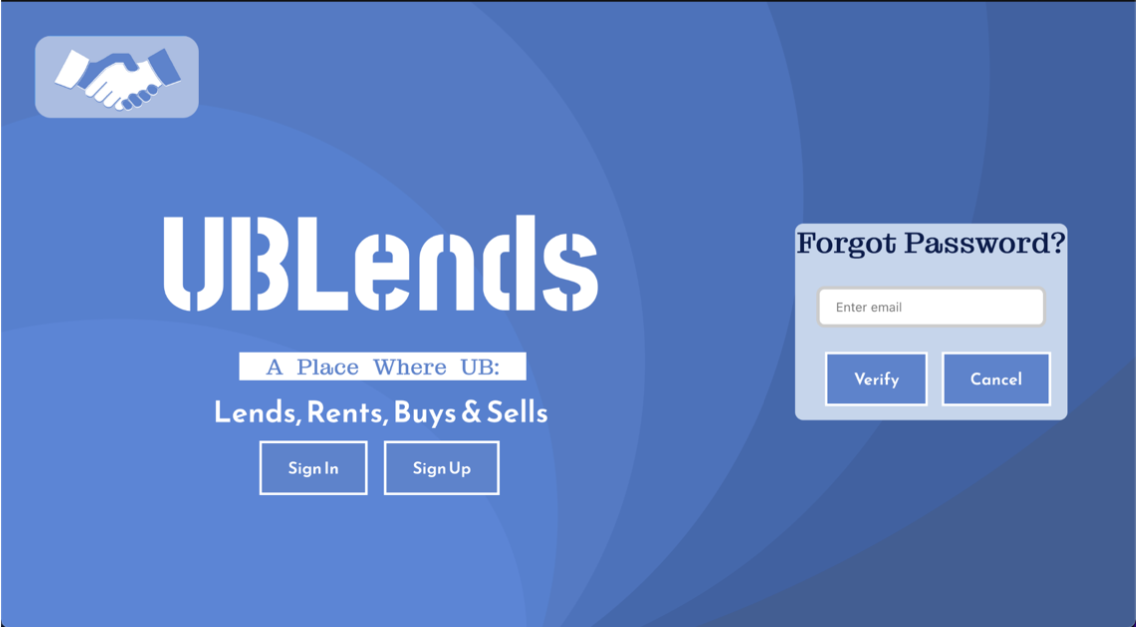 UBLends
A Place Where UB:
Lends, Rents, Buys & Sells
Sign In
Sign Up
Forgot Password?
Enter email
Verify
Cancel